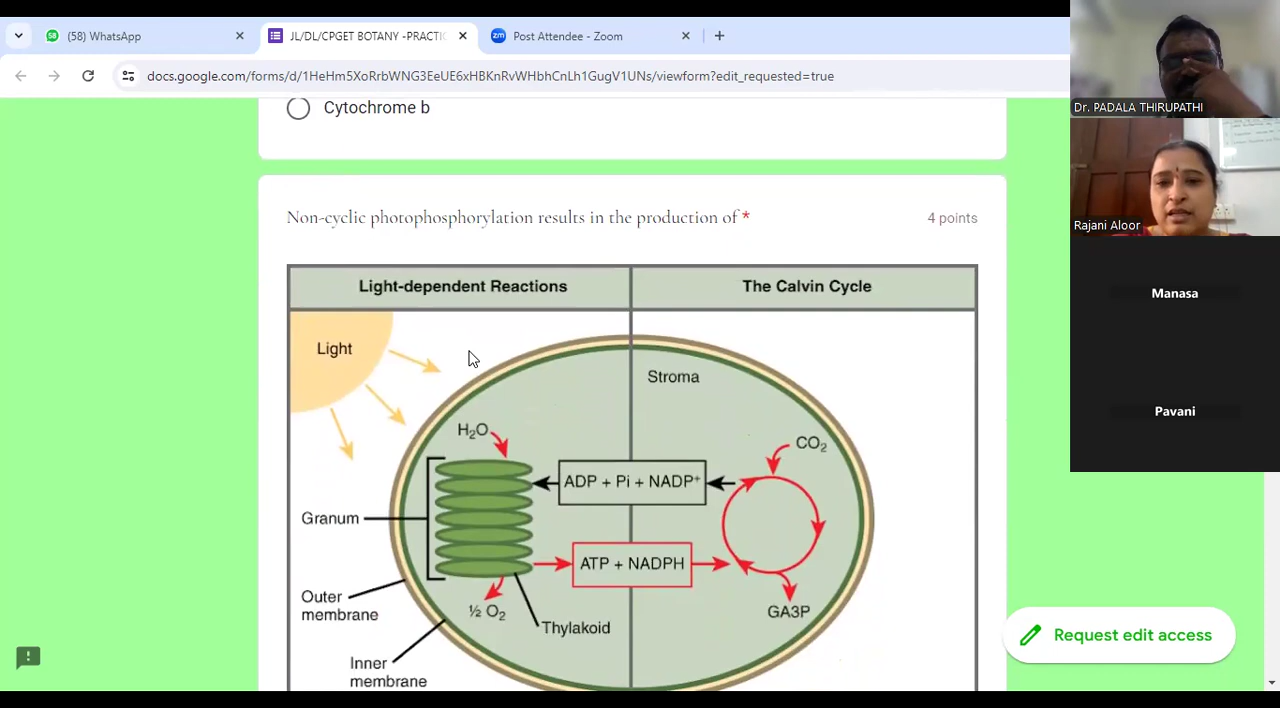 (58) WhatsApp
JL/DL/CPGET BOTANY -PRACTIC
Post Attendee - Zoom
docs.google.com/forms/d/1HeHm5XoRrbWNG3EeUE6xHBKnRvWHbhCnLh1GugV1UNs/viewform?edit_requested=true
Dr. PADALA THIRUPATHI
Cytochrome b
Rajani Aloor
Non-cyclic photophosphorylation results in the production of *
4 points
Manasa
Pavani
Light-dependent Reactions
The Calvin Cycle
Light
Stroma
H₂O
CO₂
ADP + Pi + NADP⁺
Granum
ATP + NADPH
Outer
membrane
½ O₂
GA3P
Thylakoid
Inner
membrane
Request edit access